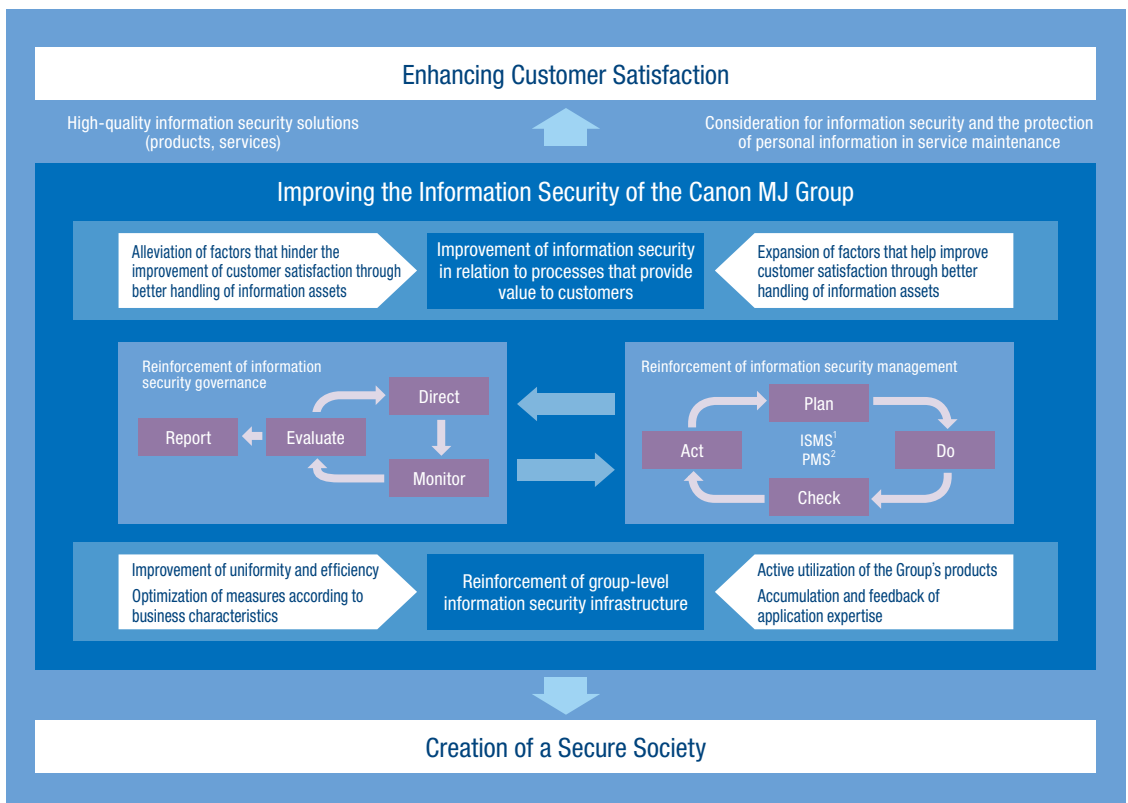 Enhancing Customer Satisfaction
High-quality information security solutions
(products, services)
Consideration for information security and the protection
of personal information in service maintenance
Improving the Information Security of the Canon MJ Group
Alleviation of factors that hinder the
improvement of customer satisfaction through
better handling of information assets
Improvement of information security
in relation to processes that provide
value to customers
Expansion of factors that help improve
customer satisfaction through better
handling of information assets
Reinforcement of information
security governance
Direct
Report
Evaluate
Monitor
Reinforcement of information security management
Plan
Act
ISMS¹
PMS²
Do
Check
Improvement of uniformity and efficiency
Optimization of measures according to
business characteristics
Reinforcement of group-level
information security infrastructure
Active utilization of the Group's products
Accumulation and feedback of
application expertise
Creation of a Secure Society